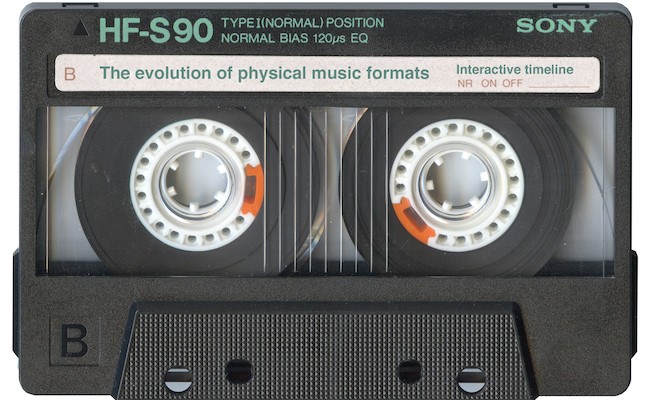 ▲ HF-S90 TYPE I (NORMAL) POSITION SONY
NORMAL BIAS 120µs EQ
B The evolution of physical music formats Interactive timeline
NR ON OFF
B